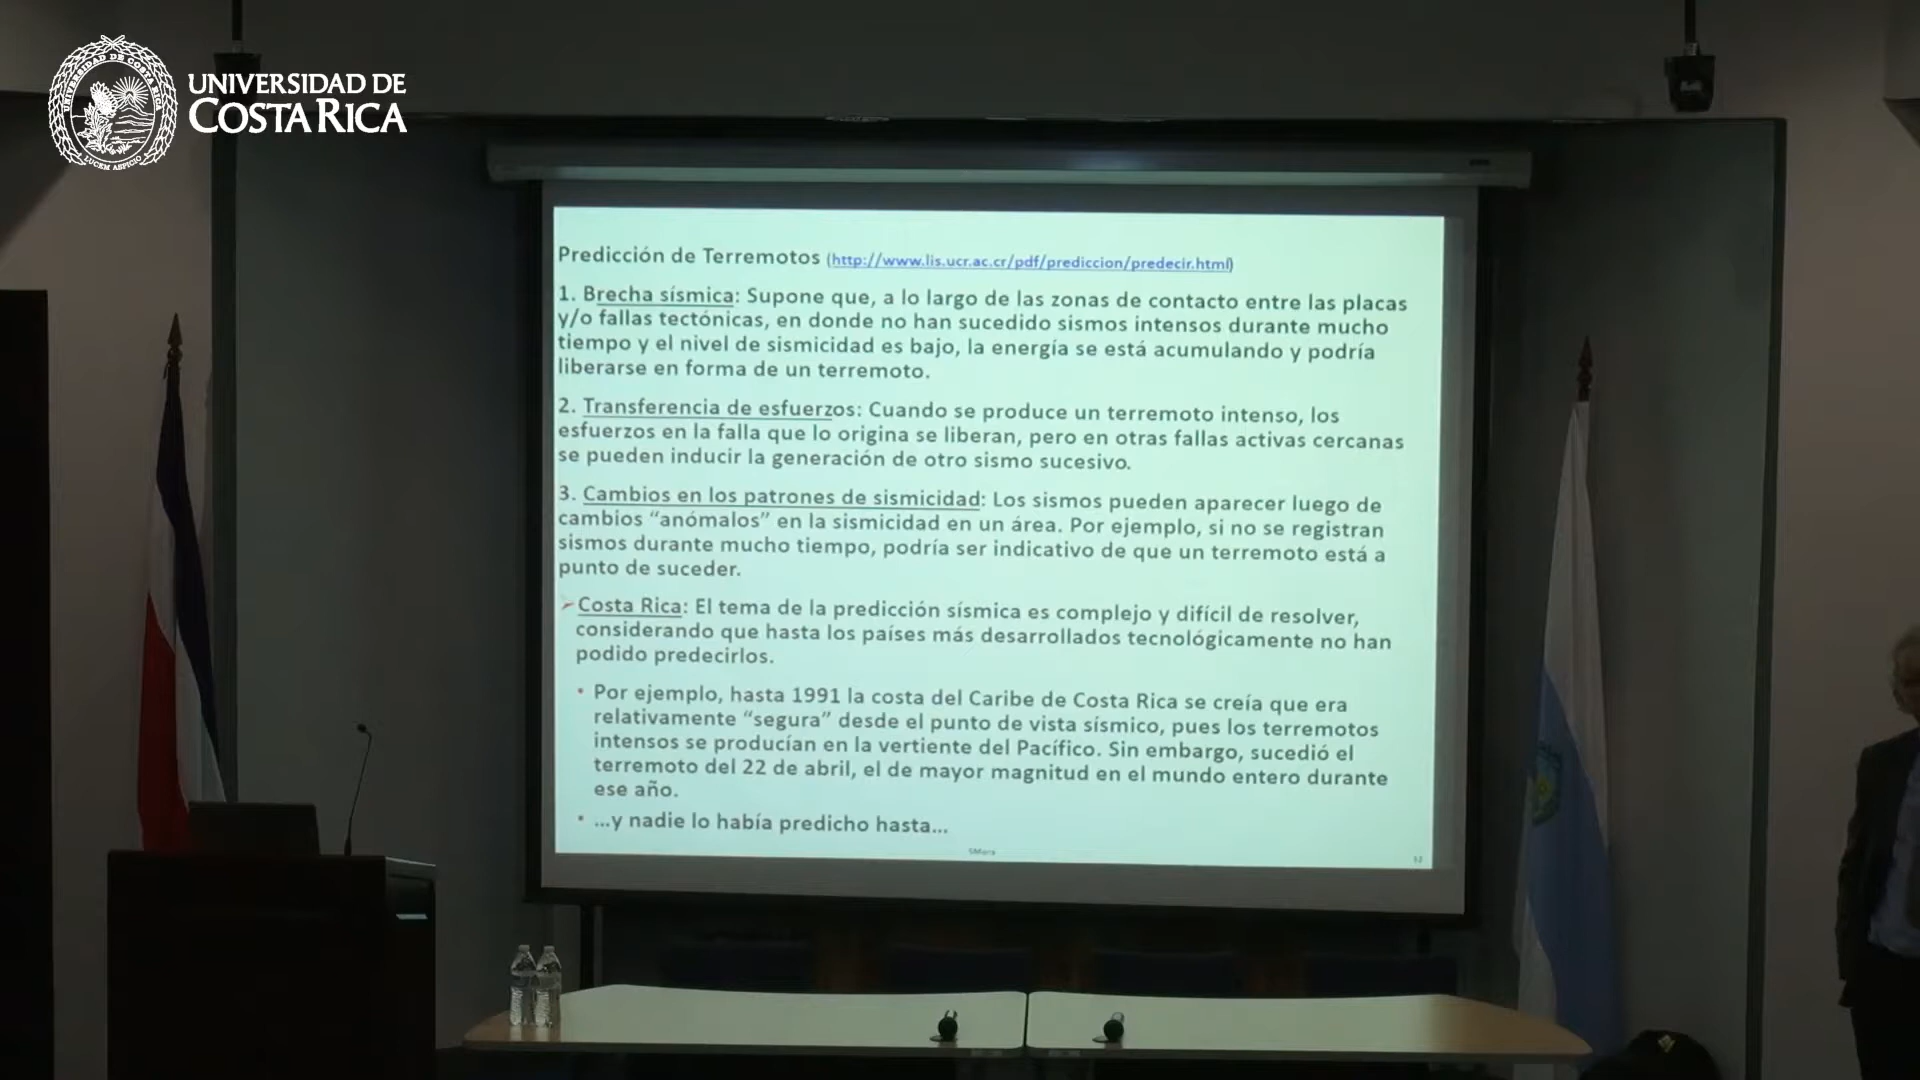 UNIVERSIDAD DE COSTA RICA
LUCEM ASPICIO
UNIVERSIDAD DE
COSTA RICA
Predicción de Terremotos (http://www.lis.ucr.ac.cr/pdf/prediccion/predecir.html)
1. Brecha sísmica: Supone que, a lo largo de las zonas de contacto entre las placas
y/o fallas tectónicas, en donde no han sucedido sismos intensos durante mucho
tiempo y el nivel de sismicidad es bajo, la energía se está acumulando y podría
liberarse en forma de un terremoto.
2. Transferencia de esfuerzos: Cuando se produce un terremoto intenso, los
esfuerzos en la falla que lo origina se liberan, pero en otras fallas activas cercanas
se pueden inducir la generación de otro sismo sucesivo.
3. Cambios en los patrones de sismicidad: Los sismos pueden aparecer luego de
cambios “anómalos” en la sismicidad en un área. Por ejemplo, si no se registran
sismos durante mucho tiempo, podría ser indicativo de que un terremoto está a
punto de suceder.
➢ Costa Rica: El tema de la predicción sísmica es complejo y difícil de resolver,
considerando que hasta los países más desarrollados tecnológicamente no han
podido predecirlos.
• Por ejemplo, hasta 1991 la costa del Caribe de Costa Rica se creía que era
relativamente “segura” desde el punto de vista sísmico, pues los terremotos
intensos se producían en la vertiente del Pacífico. Sin embargo, sucedió el
terremoto del 22 de abril, el de mayor magnitud en el mundo entero durante
ese año.
• ...y nadie lo había predicho hasta...
SMora